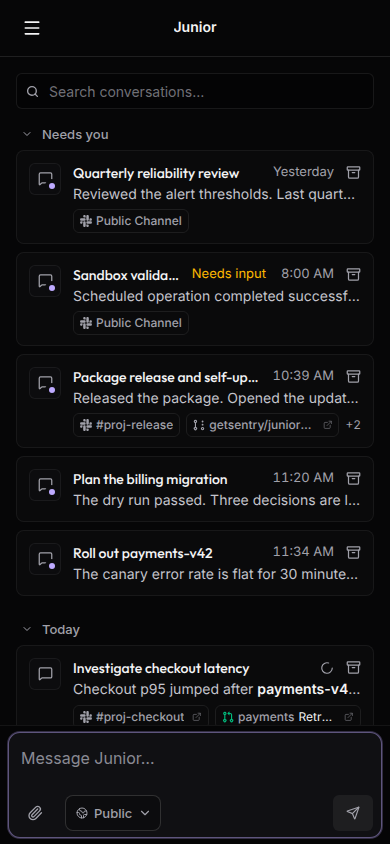 Junior
Search conversations...
Needs you
Quarterly reliability review Yesterday
Reviewed the alert thresholds. Last quart...
Public Channel
Sandbox valida... Needs input 8:00 AM
Scheduled operation completed successf...
Public Channel
Package release and self-up... 10:39 AM
Released the package. Opened the updat...
#proj-release getsentry/junior... +2
Plan the billing migration 11:20 AM
The dry run passed. Three decisions are l...
Roll out payments-v42 11:34 AM
The canary error rate is flat for 30 minute...
Today
Investigate checkout latency
Checkout p95 jumped after payments-v4...
#proj-checkout payments Retr...
Message Junior...
Public